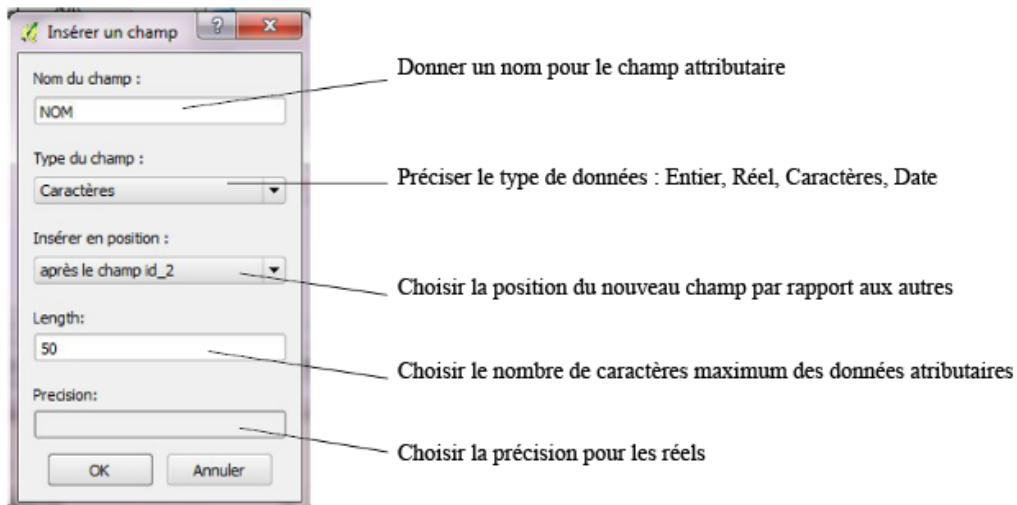 Insérer un champ
Nom du champ :
Donner un nom pour le champ attributaire
NOM
Type du champ :
Préciser le type de données : Entier, Réel, Caractères, Date
Caractères
Insérer en position :
après le champ id_2
Choisir la position du nouveau champ par rapport aux autres
Length:
50
Choisir le nombre de caractères maximum des données atributaires
Precision:
Choisir la précision pour les réels
OK
Annuler